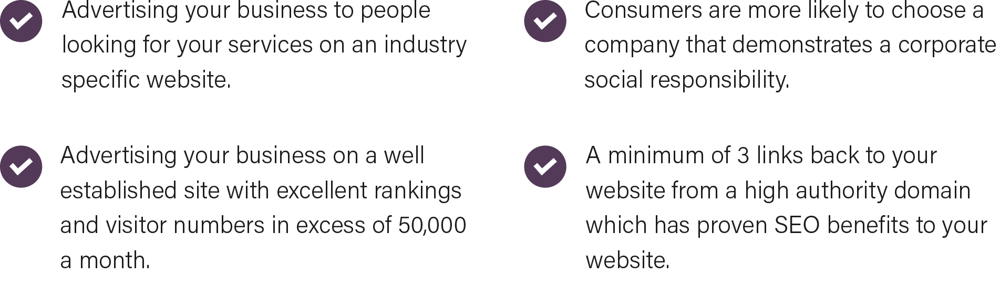 Advertising your business to people
looking for your services on an industry
specific website.
Consumers are more likely to choose a
company that demonstrates a corporate
social responsibility.
Advertising your business on a well
established site with excellent rankings
and visitor numbers in excess of 50,000
a month.
A minimum of 3 links back to your
website from a high authority domain
which has proven SEO benefits to your
website.